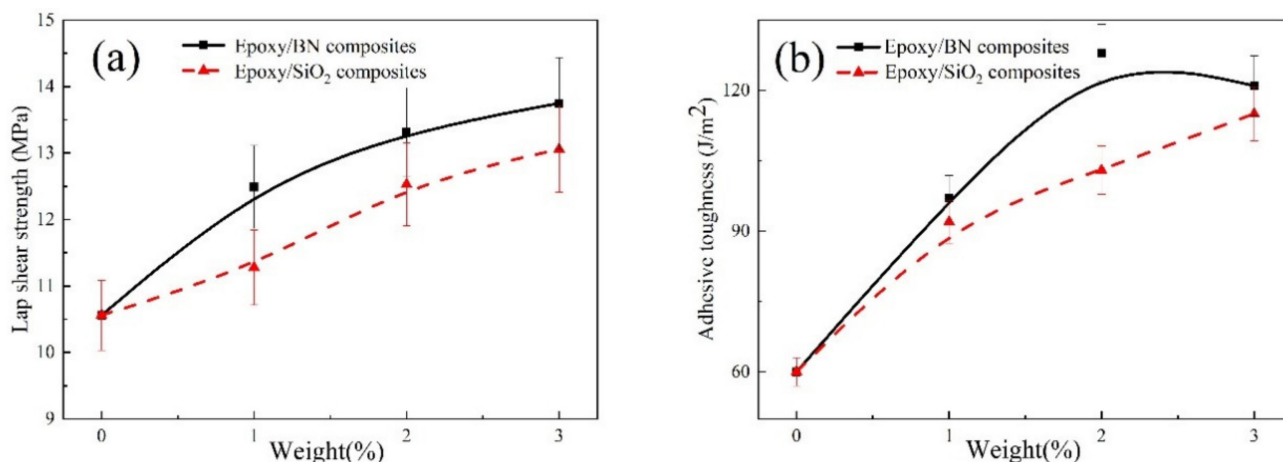 (a)
Epoxy/BN composites
Epoxy/SiO₂ composites
Lap shear strength (MPa)
15
14
13
12
11
10
9
0 1 2 3
Weight(%)
(b)
Epoxy/BN composites
Epoxy/SiO₂ composites
Adhesive toughness (J/m²)
120
90
60
0 1 2 3
Weight(%)